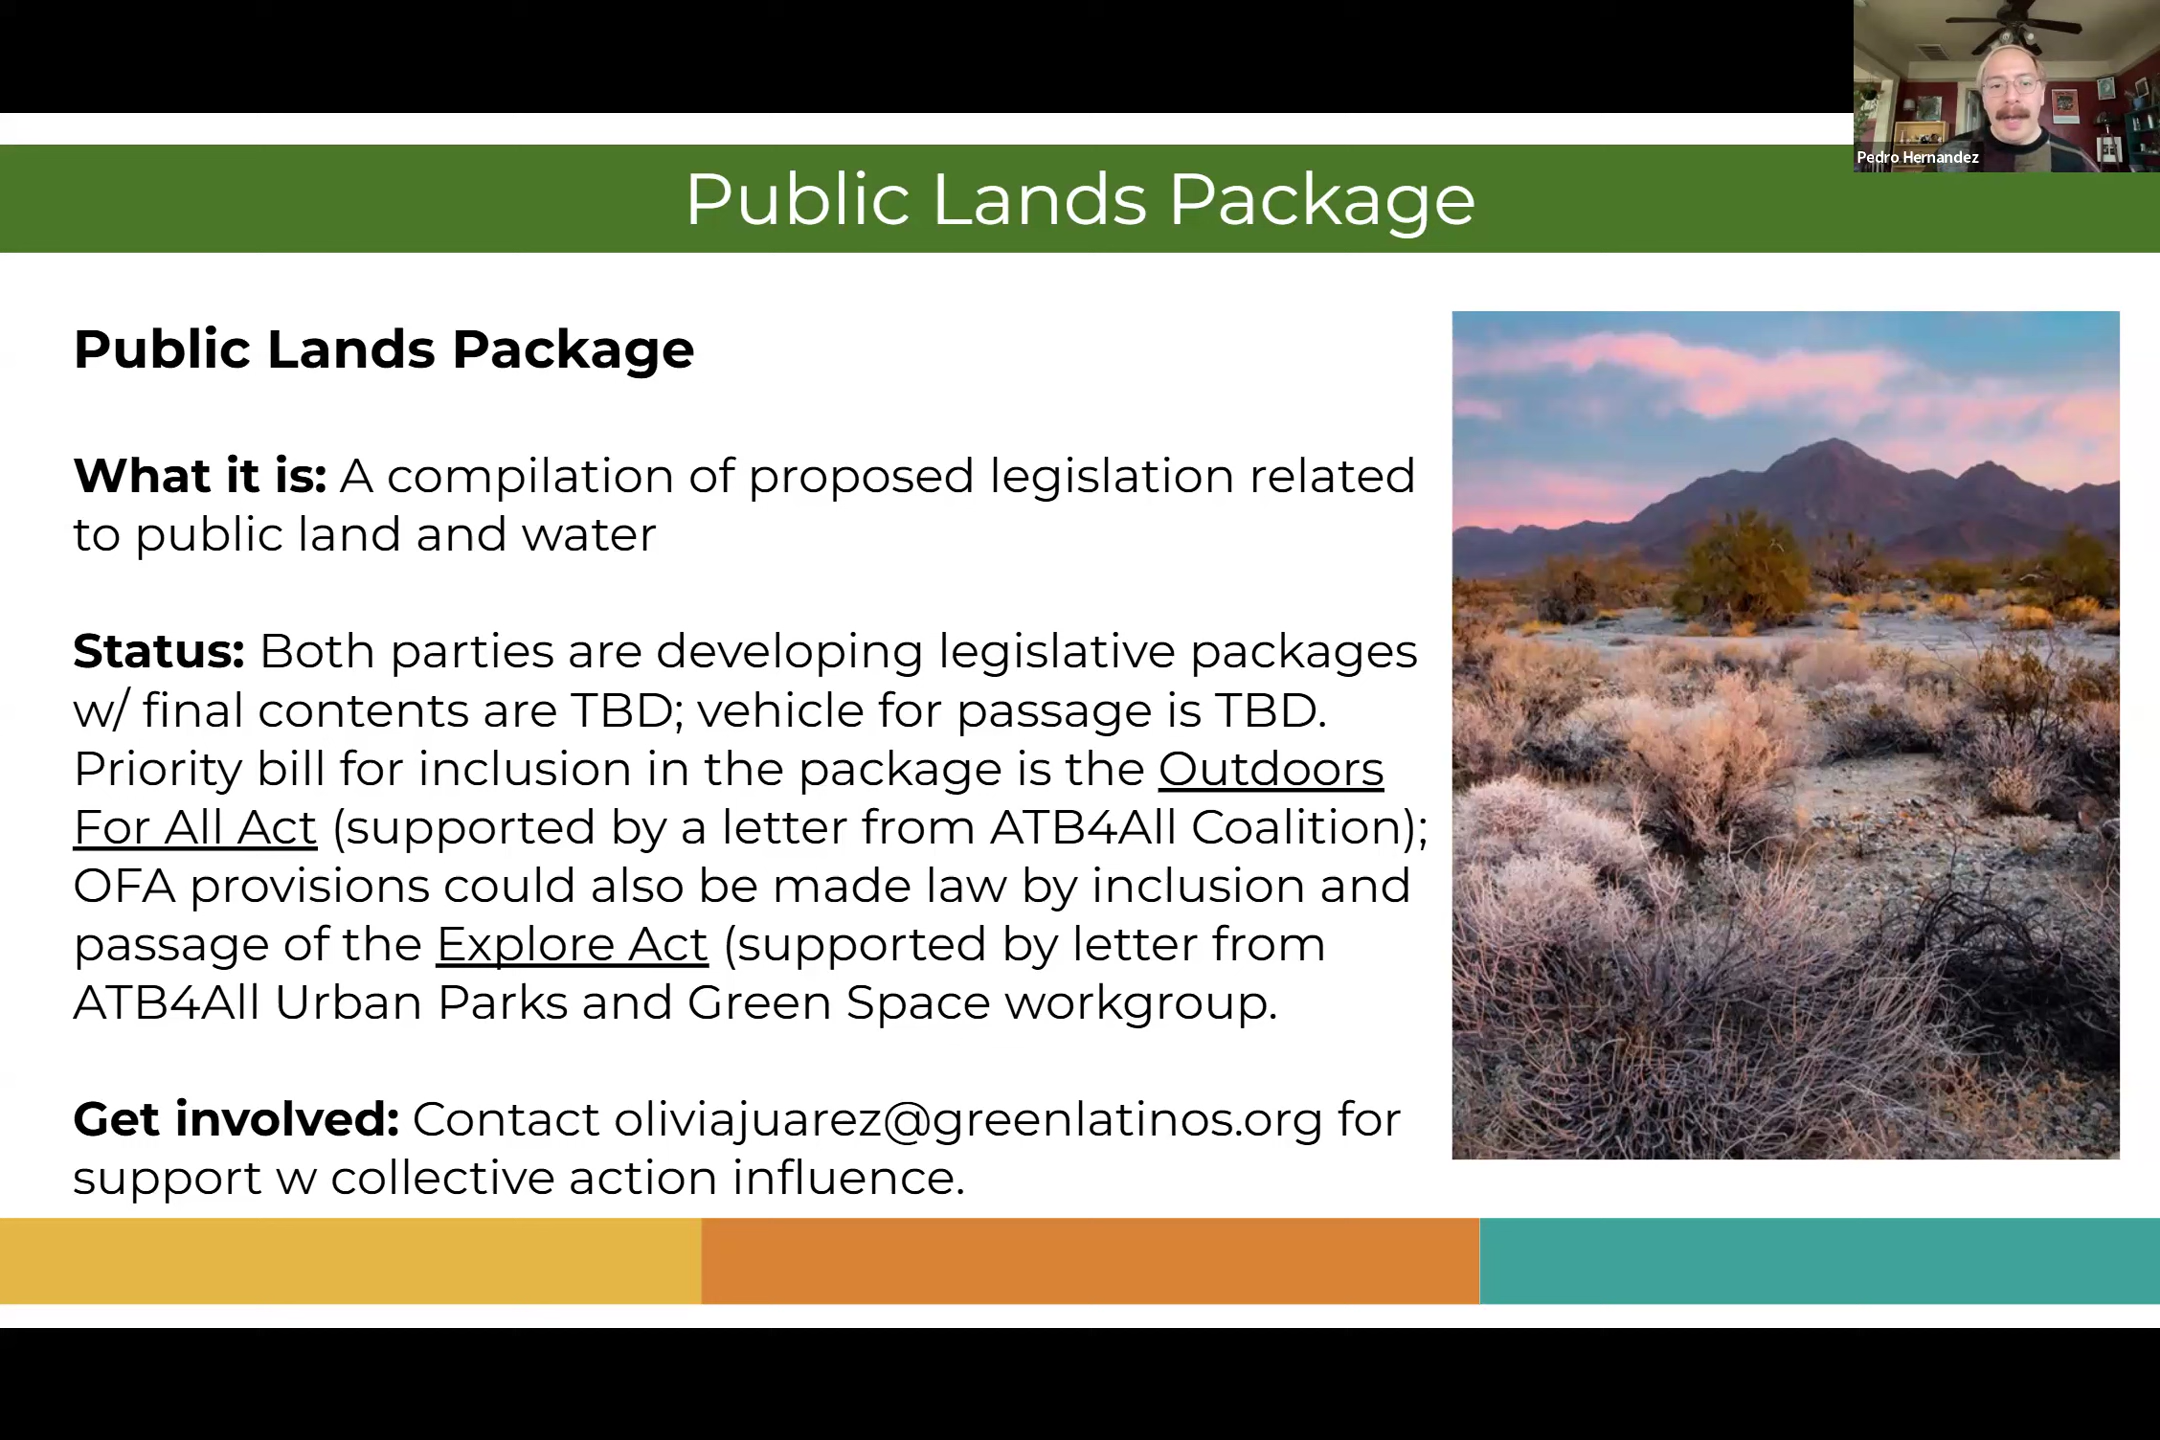 Pedro Hernandez
Public Lands Package
Public Lands Package
What it is: A compilation of proposed legislation related
to public land and water
Status: Both parties are developing legislative packages
w/ final contents are TBD; vehicle for passage is TBD.
Priority bill for inclusion in the package is the Outdoors
For All Act (supported by a letter from ATB4All Coalition);
OFA provisions could also be made law by inclusion and
passage of the Explore Act (supported by letter from
ATB4All Urban Parks and Green Space workgroup.
Get involved: Contact oliviajuarez@greenlatinos.org for
support w collective action influence.